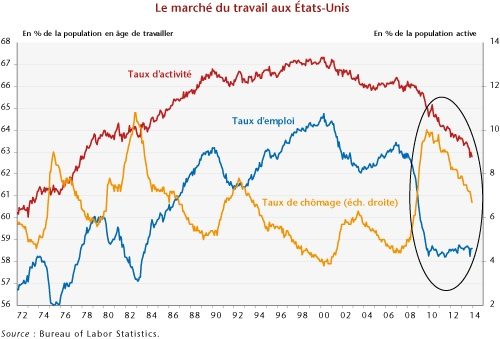 Le marché du travail aux États-Unis
En % de la population en âge de travailler
En % de la population active
68
67
66
65
64
63
62
61
60
59
58
57
56
14
12
10
8
6
4
2
Taux d'activité
Taux d'emploi
Taux de chômage (éch. droite)
72 74 76 78 80 82 84 86 88 90 92 94 96 98 00 02 04 06 08 10 12 14
Source : Bureau of Labor Statistics.